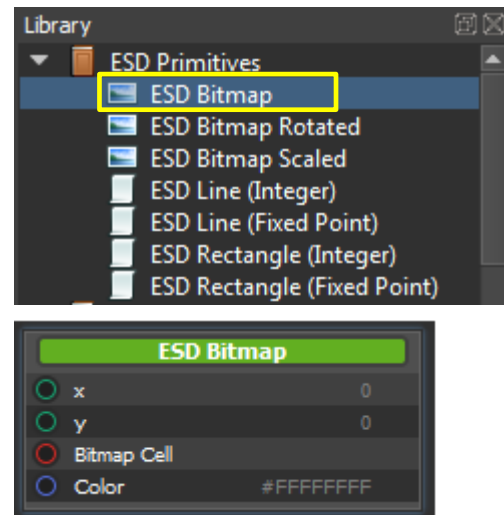 Library
ESD Primitives
ESD Bitmap
ESD Bitmap Rotated
ESD Bitmap Scaled
ESD Line (Integer)
ESD Line (Fixed Point)
ESD Rectangle (Integer)
ESD Rectangle (Fixed Point)
ESD Bitmap
x 0
y 0
Bitmap Cell
Color #FFFFFFFF